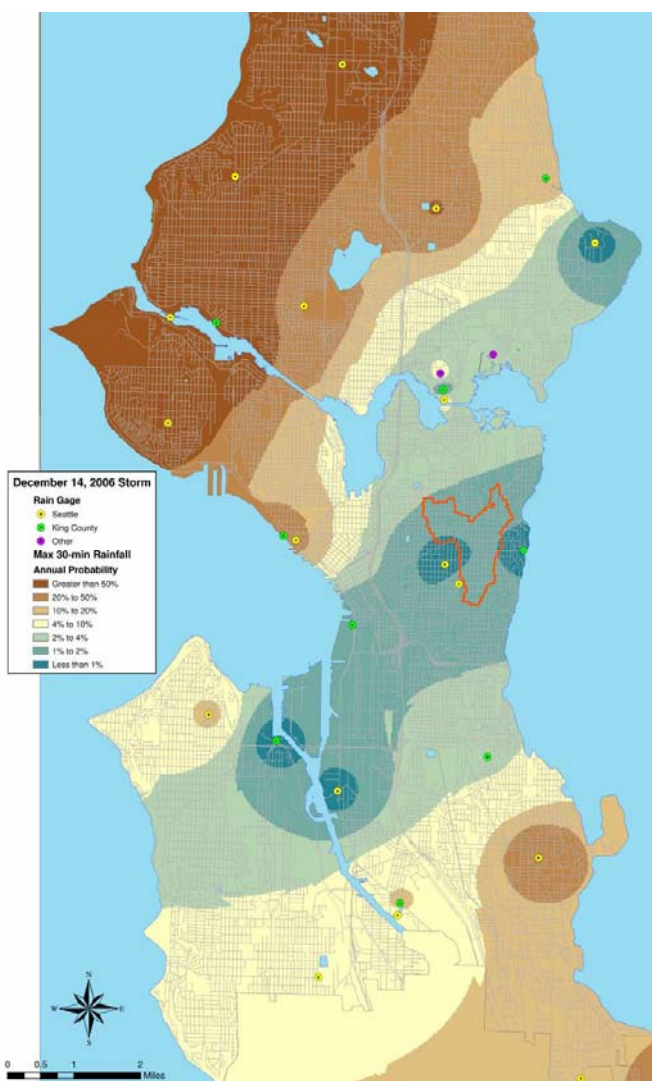 December 14, 2006 Storm
Rain Gage
Seattle
King County
Other
Max 30-min Rainfall
Annual Probability
Greater than 50%
20% to 50%
10% to 20%
4% to 10%
2% to 4%
1% to 2%
Less than 1%
N
W E
S
0 0.5 1 2
Miles